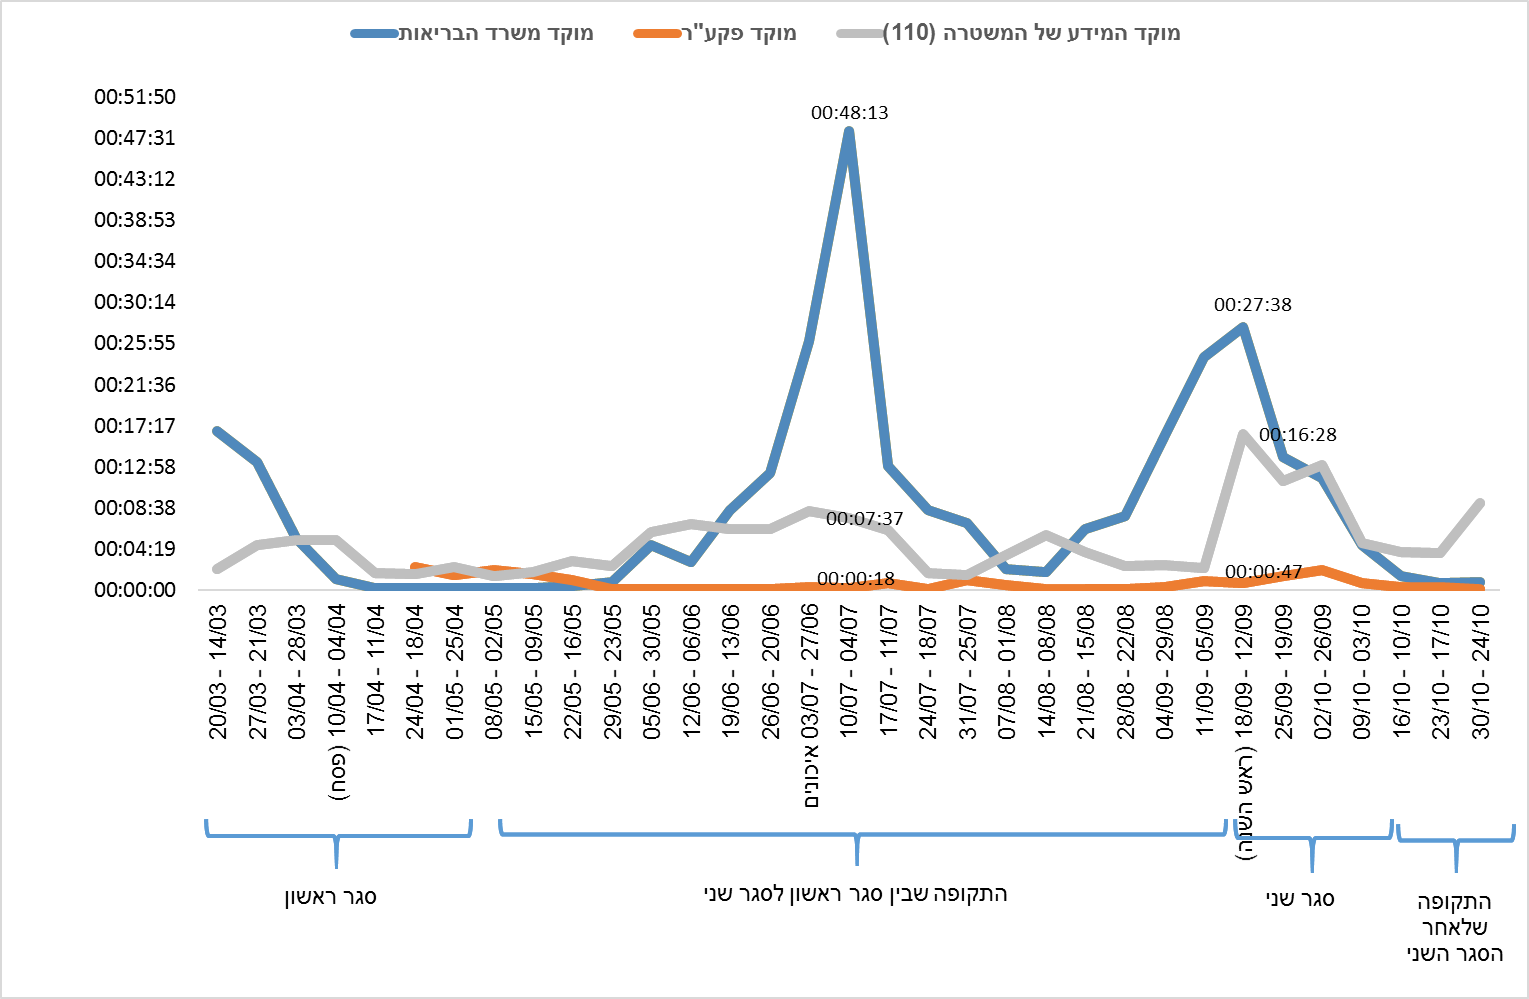 מוקד משרד הבריאות
מוקד פקע"ר
מוקד המידע של המשטרה (110)
00:51:50
00:47:31
00:43:12
00:38:53
00:34:34
00:30:14
00:25:55
00:21:36
00:17:17
00:12:58
00:08:38
00:04:19
00:00:00
00:48:13
00:27:38
00:16:28
00:07:37
00:00:18
00:00:47
20/03 - 14/03
27/03 - 21/03
03/04 - 28/03
(פסח) 10/04 - 04/04
17/04 - 11/04
24/04 - 18/04
01/05 - 25/04
08/05 - 02/05
15/05 - 09/05
22/05 - 16/05
29/05 - 23/05
05/06 - 30/05
12/06 - 06/06
19/06 - 13/06
26/06 - 20/06
איכונים 03/07 - 27/06
10/07 - 04/07
17/07 - 11/07
24/07 - 18/07
31/07 - 25/07
07/08 - 01/08
14/08 - 08/08
21/08 - 15/08
28/08 - 22/08
04/09 - 29/08
11/09 - 05/09
(ראש השנה) 18/09 - 12/09
25/09 - 19/09
02/10 - 26/09
09/10 - 03/10
16/10 - 10/10
23/10 - 17/10
30/10 - 24/10
סגר ראשון
התקופה שבין סגר ראשון לסגר שני
סגר שני
התקופה
שלאחר
הסגר השני